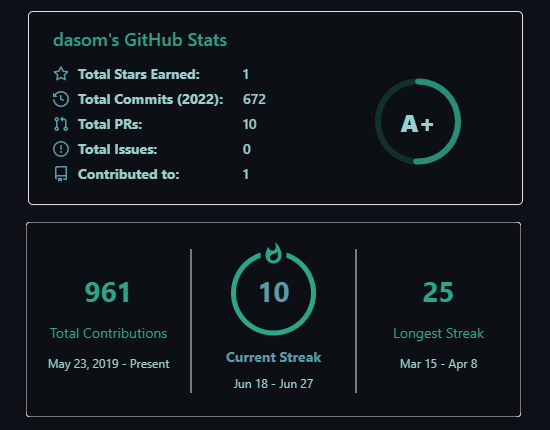 dasom's GitHub Stats
Total Stars Earned: 1
Total Commits (2022): 672
Total PRs: 10
Total Issues: 0
Contributed to: 1
A+
961
Total Contributions
May 23, 2019 - Present
10
Current Streak
Jun 18 - Jun 27
25
Longest Streak
Mar 15 - Apr 8